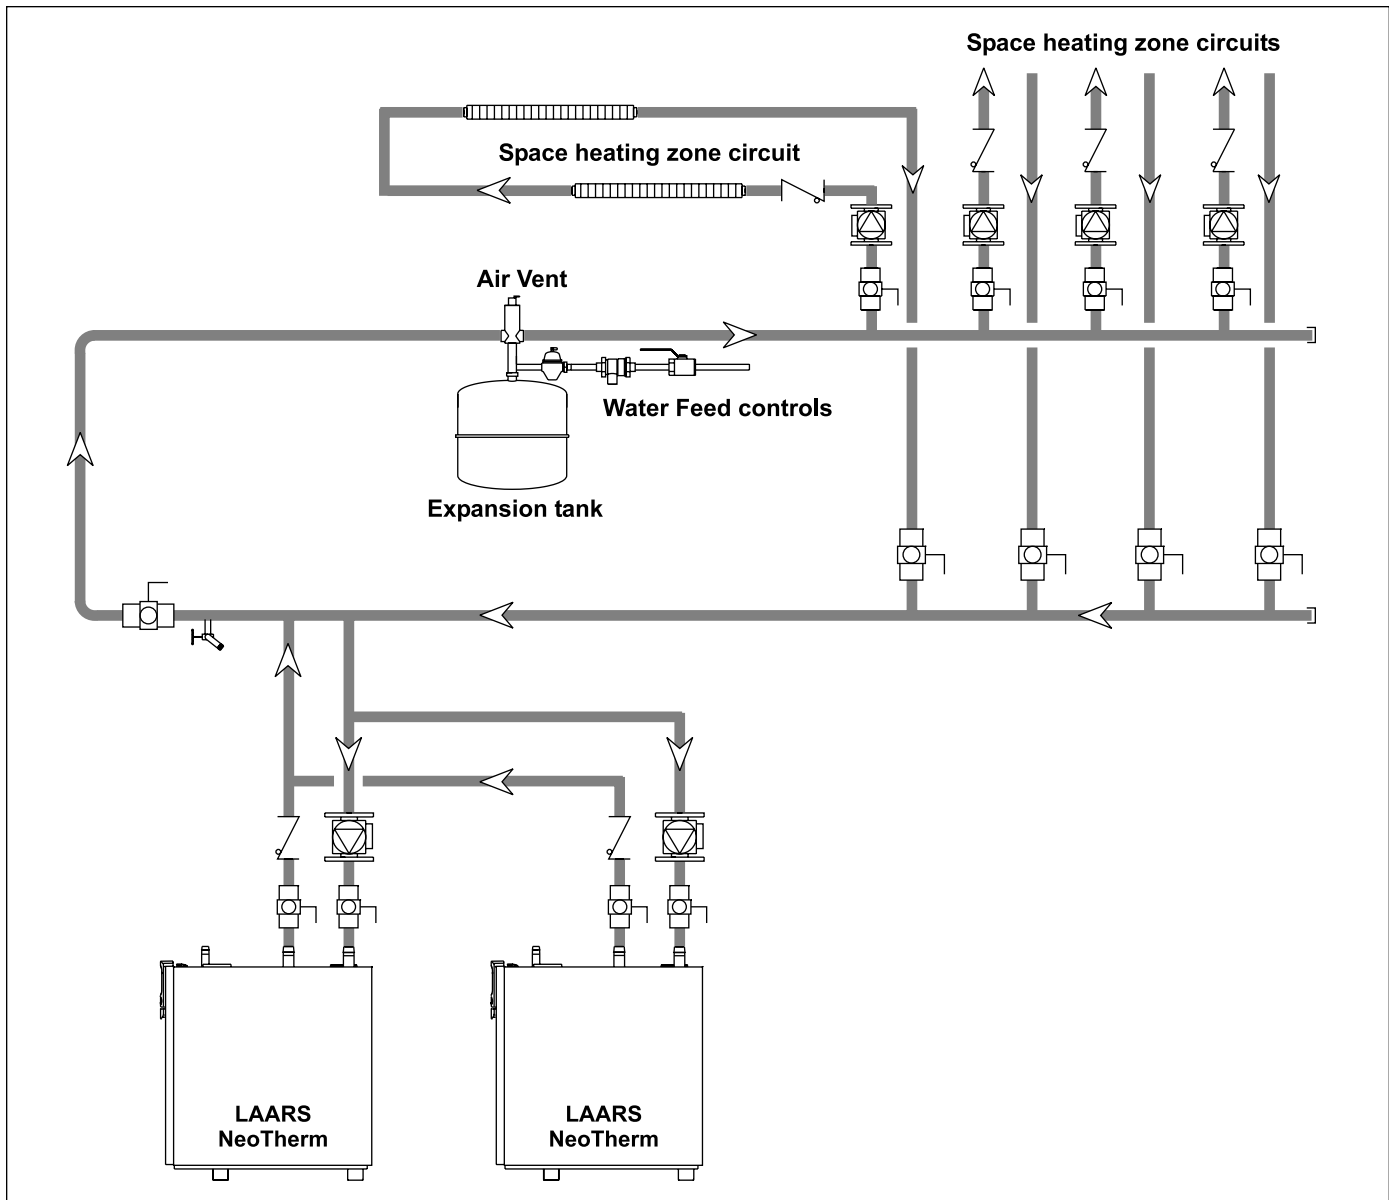 Space heating zone circuits
Space heating zone circuit
Air Vent
Water Feed controls
Expansion tank
LAARS
NeoTherm
LAARS
NeoTherm